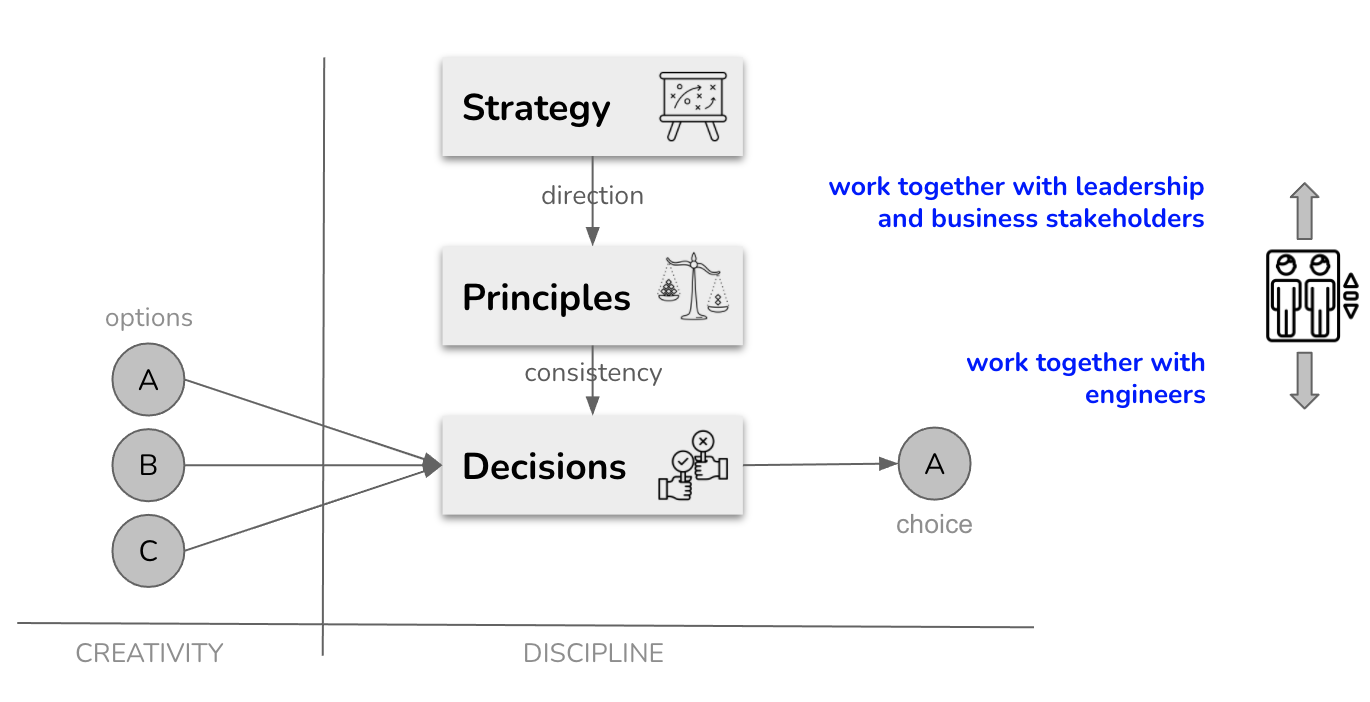 Strategy
direction
work together with leadership
and business stakeholders
Principles
options
consistency
work together with
engineers
A
B
C
Decisions
A
choice
CREATIVITY
DISCIPLINE